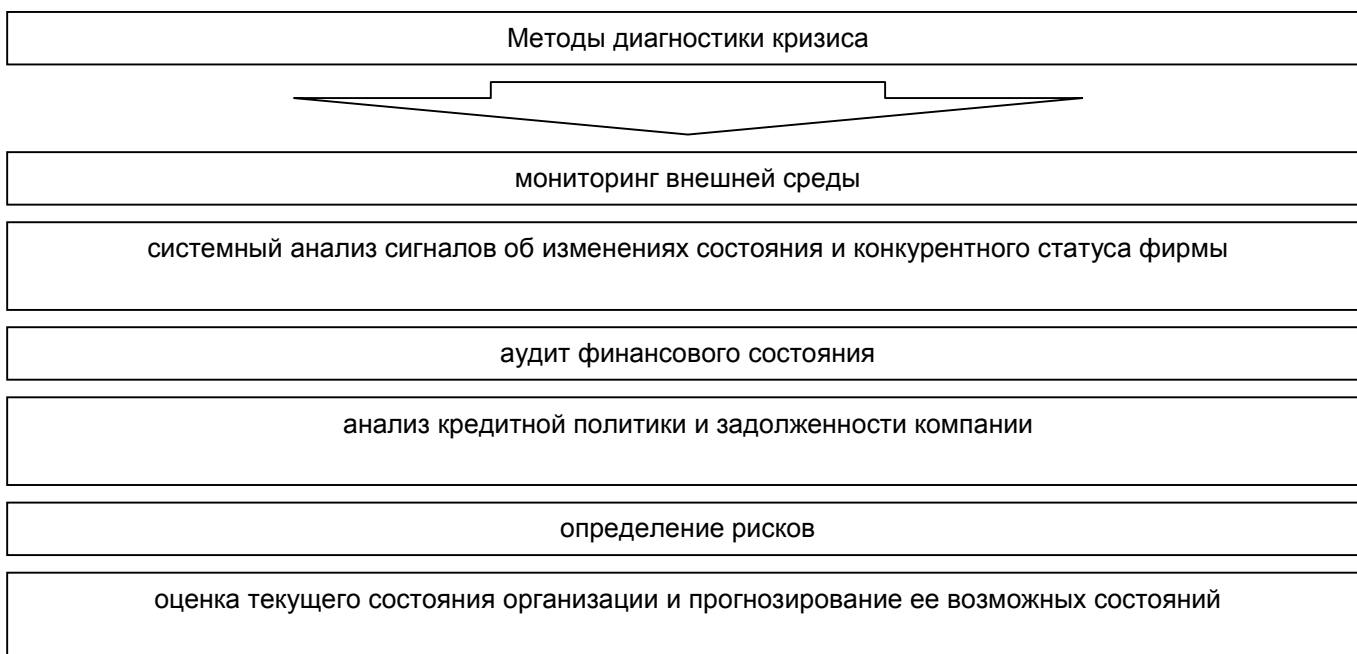 Методы диагностики кризиса
мониторинг внешней среды
системный анализ сигналов об изменениях состояния и конкурентного статуса фирмы
аудит финансового состояния
анализ кредитной политики и задолженности компании
определение рисков
оценка текущего состояния организации и прогнозирование ее возможных состояний